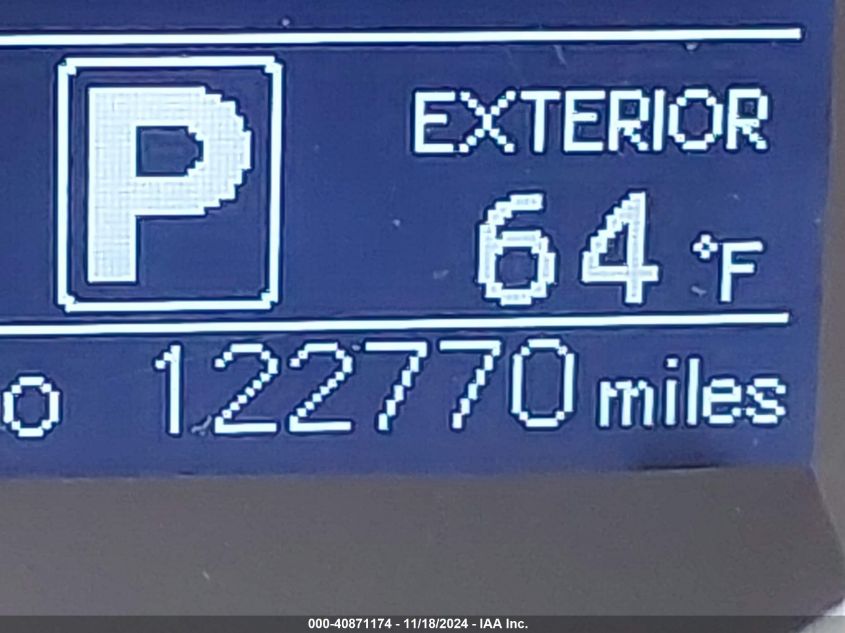 P
EXTERIOR
64 °F
122770 miles
000-40871174 - 11/18/2024 - IAA Inc.